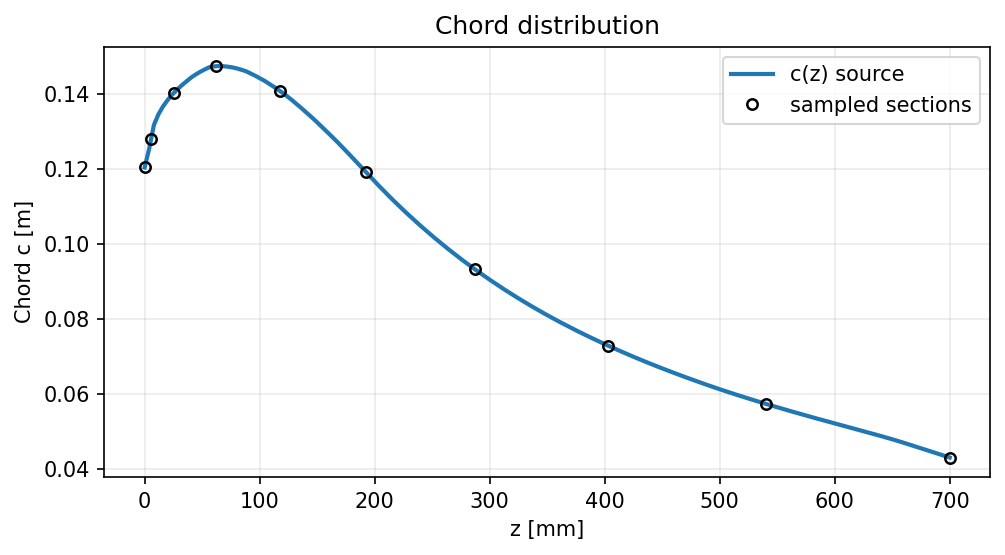 Chord distribution
c(z) source
sampled sections
Chord c [m]
0.14
0.12
0.10
0.08
0.06
0.04
0 100 200 300 400 500 600 700
z [mm]